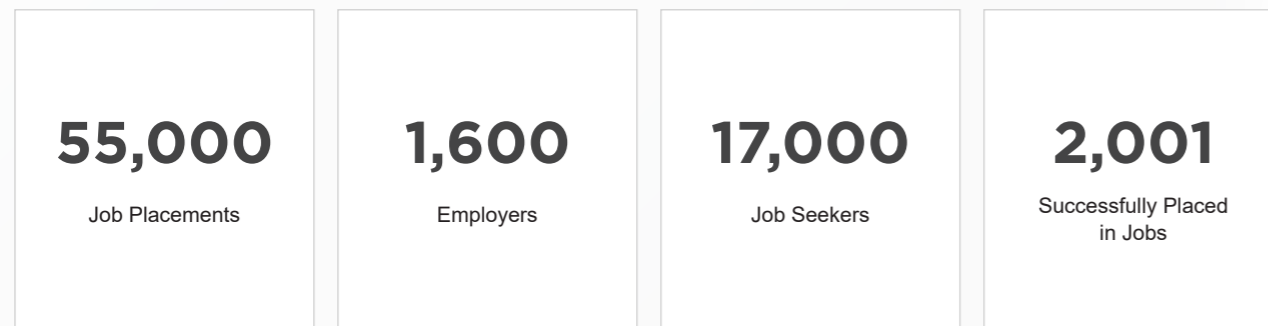 55,000
Job Placements
1,600
Employers
17,000
Job Seekers
2,001
Successfully Placed
in Jobs